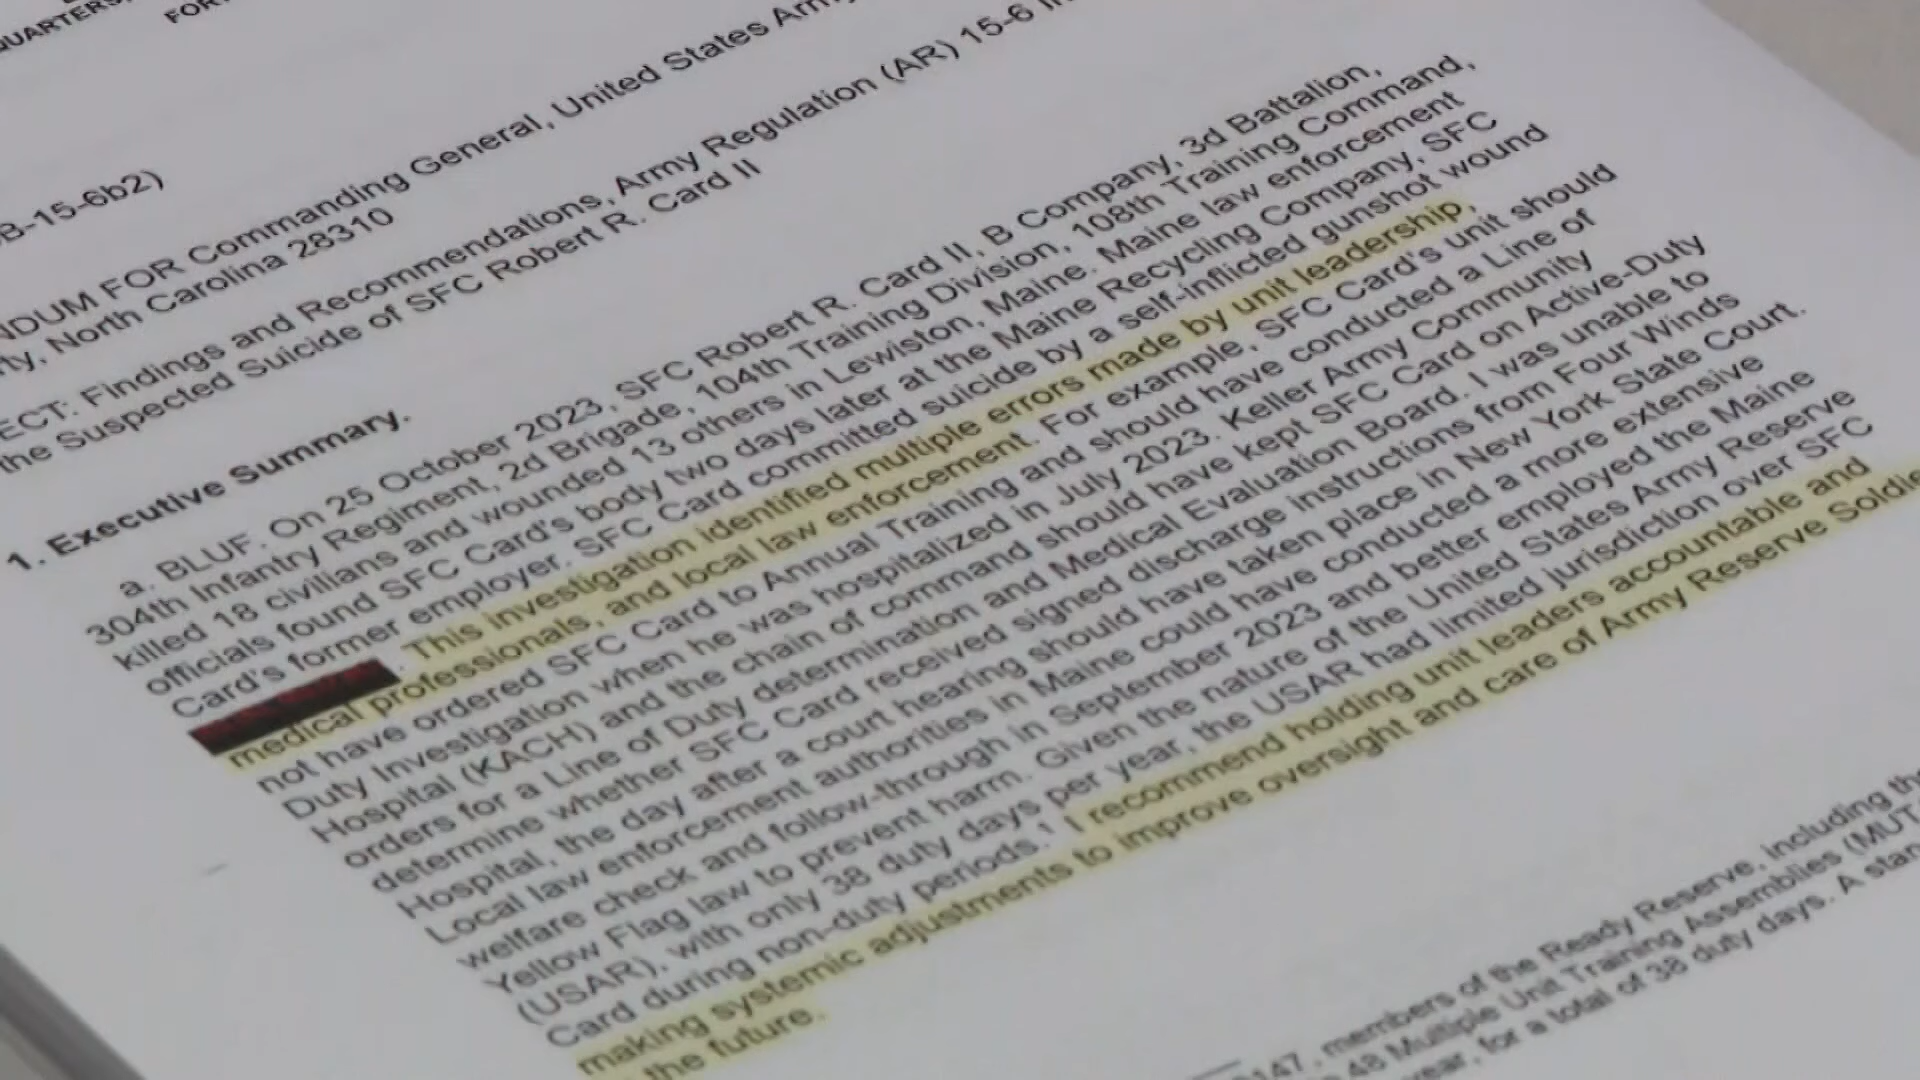 QUARTERS,
FOR
B-15-6b2)
NDUM FOR Commanding General, United States Army
rty, North Carolina 28310
ECT: Findings and Recommendations, Army Regulation (AR) 15-6 In
the Suspected Suicide of SFC Robert R. Card II
1. Executive Summary.
a. BLUF. On 25 October 2023, SFC Robert R. Card II, B Company, 3d Battalion,
304th Infantry Regiment, 2d Brigade, 104th Training Division, 108th Training Command,
killed 18 civilians and wounded 13 others in Lewiston, Maine. Maine law enforcement
officials found SFC Card's body two days later at the Maine Recycling Company, SFC
Card's former employer. SFC Card committed suicide by a self-inflicted gunshot wound
. This investigation identified multiple errors made by unit leadership,
medical professionals, and local law enforcement. For example, SFC Card's unit should
not have ordered SFC Card to Annual Training and should have conducted a Line of
Duty Investigation when he was hospitalized in July 2023. Keller Army Community
Hospital (KACH) and the chain of command should have kept SFC Card on Active-Duty
orders for a Line of Duty determination and Medical Evaluation Board. I was unable to
determine whether SFC Card received signed discharge instructions from Four Winds
Hospital, the day after a court hearing should have taken place in New York State Court.
Local law enforcement authorities in Maine could have conducted a more extensive
welfare check and follow-through in September 2023 and better employed the Maine
Yellow Flag law to prevent harm. Given the nature of the United States Army Reserve
(USAR), with only 38 duty days per year, the USAR had limited jurisdiction over SFC
Card during non-duty periods.¹ I recommend holding unit leaders accountable and
making systemic adjustments to improve oversight and care of Army Reserve Soldie
the future.
147, members of the Ready Reserve, including the
48 Multiple Unit Training Assemblies (MUTA
year, for a total of 38 duty days. A stan